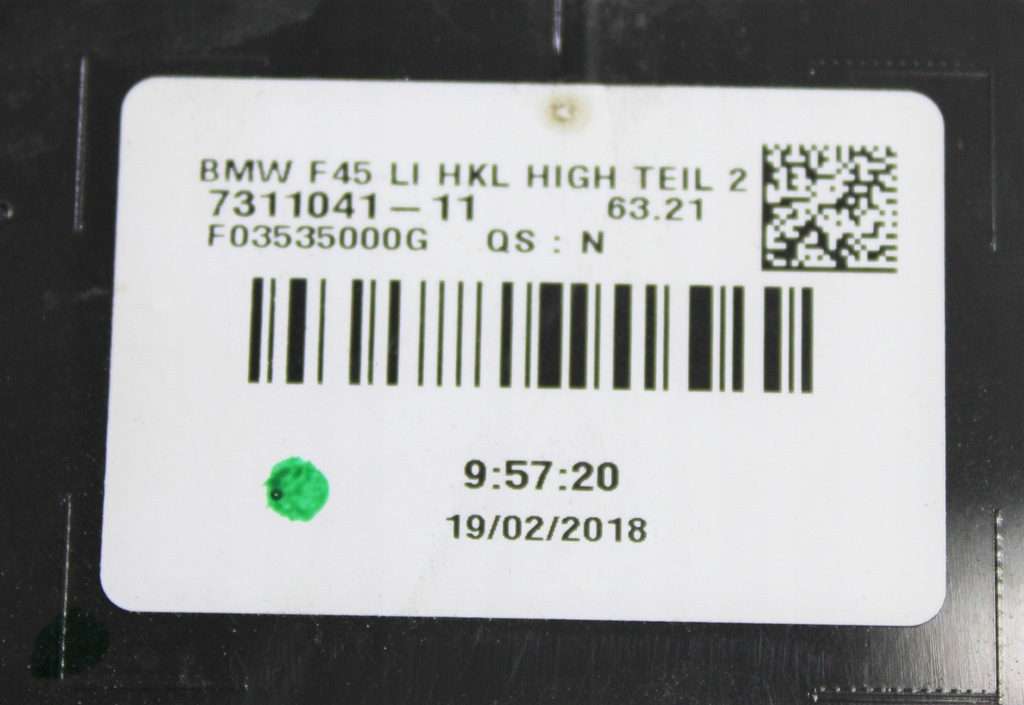 BMW F45 LI HKL HIGH TEIL 2
7311041-11 63.21
F03535000G QS : N
9:57:20
19/02/2018